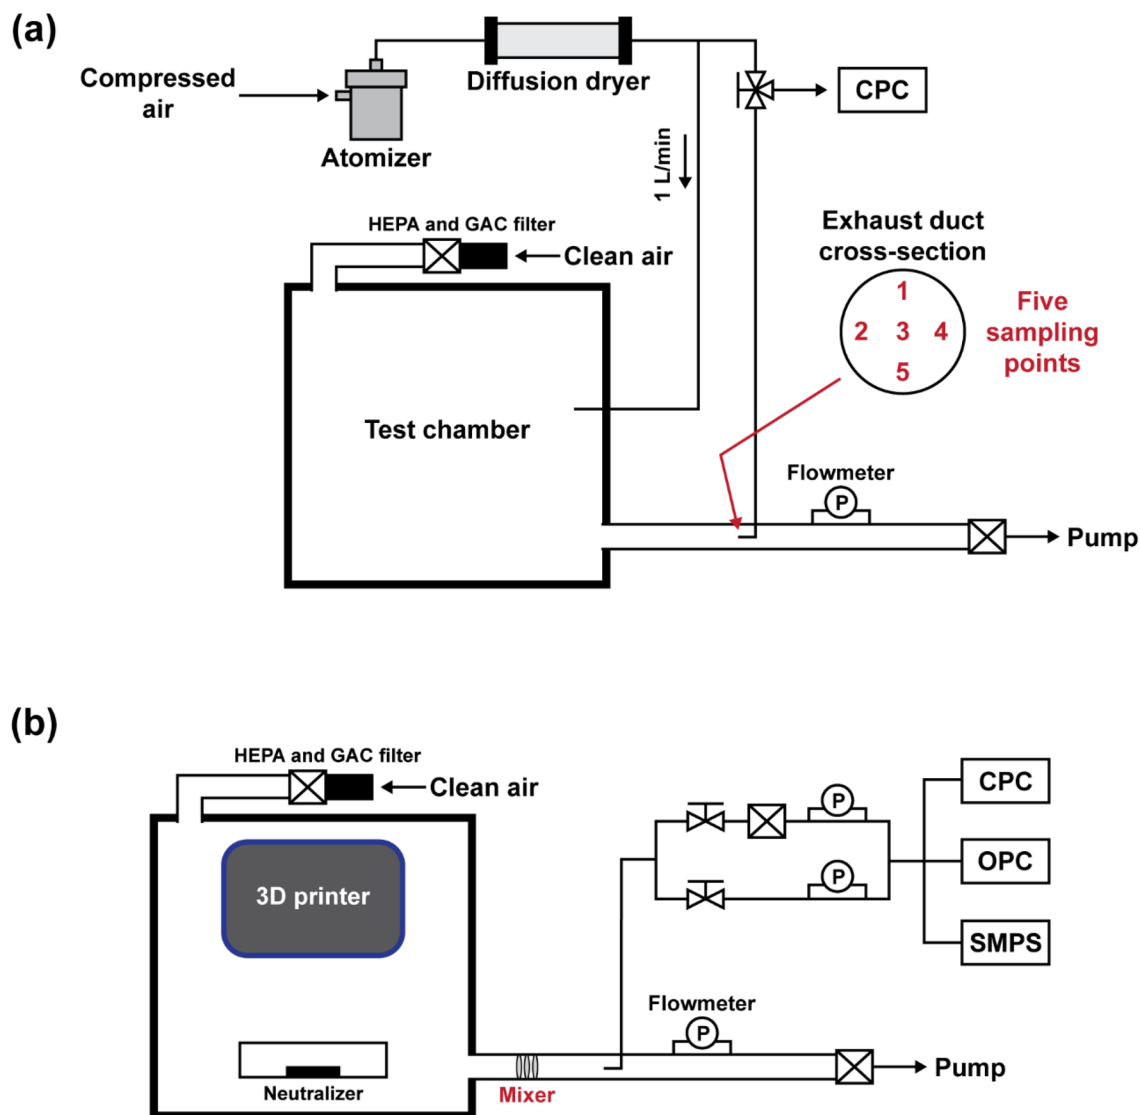 (a)
Compressed
air
Atomizer
Diffusion dryer
CPC
1 L/min
HEPA and GAC filter
Clean air
Exhaust duct
cross-section
1
2 3 4
5
Five
sampling
points
Test chamber
Flowmeter
P
Pump
(b)
HEPA and GAC filter
Clean air
3D printer
Neutralizer
Mixer
P
P
CPC
OPC
SMPS
Flowmeter
P
Pump